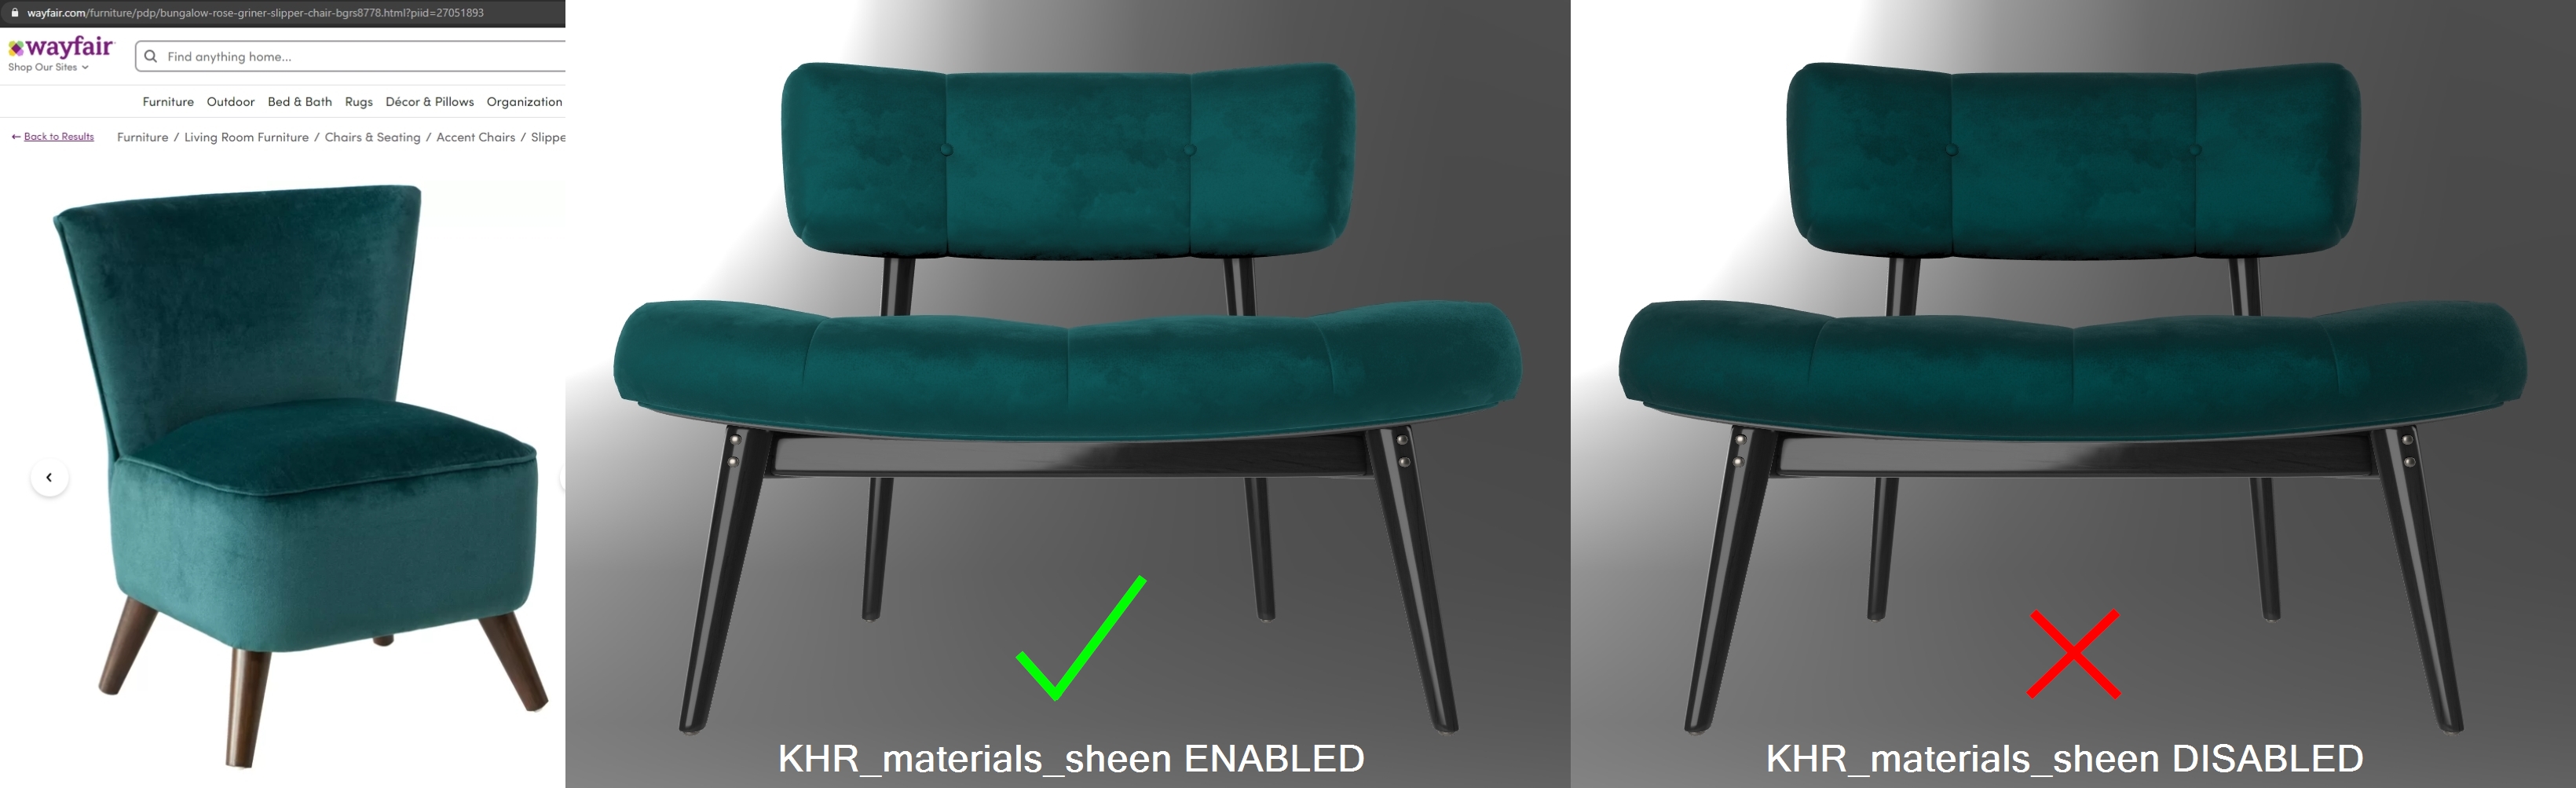 wayfair.com/furniture/pdp/bungalow-rose-griner-slipper-chair-bgrs8778.html?piid=27051893
wayfair
Shop Our Sites
Find anything home...
Furniture Outdoor Bed & Bath Rugs Décor & Pillows Organization
← Back to Results Furniture / Living Room Furniture / Chairs & Seating / Accent Chairs / Slippe
KHR_materials_sheen ENABLED
KHR_materials_sheen DISABLED